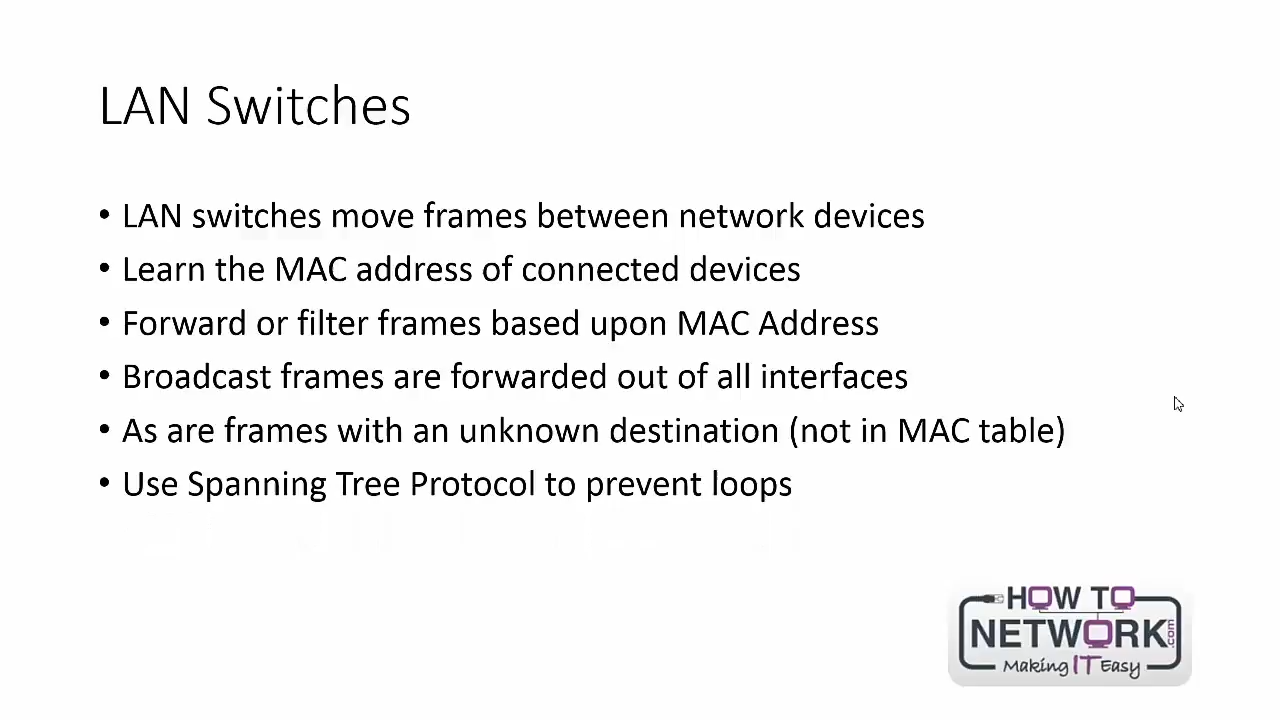 LAN Switches
• LAN switches move frames between network devices
• Learn the MAC address of connected devices
• Forward or filter frames based upon MAC Address
• Broadcast frames are forwarded out of all interfaces
• As are frames with an unknown destination (not in MAC table)
• Use Spanning Tree Protocol to prevent loops
HOW TO
NETWORK.com
Making IT Easy